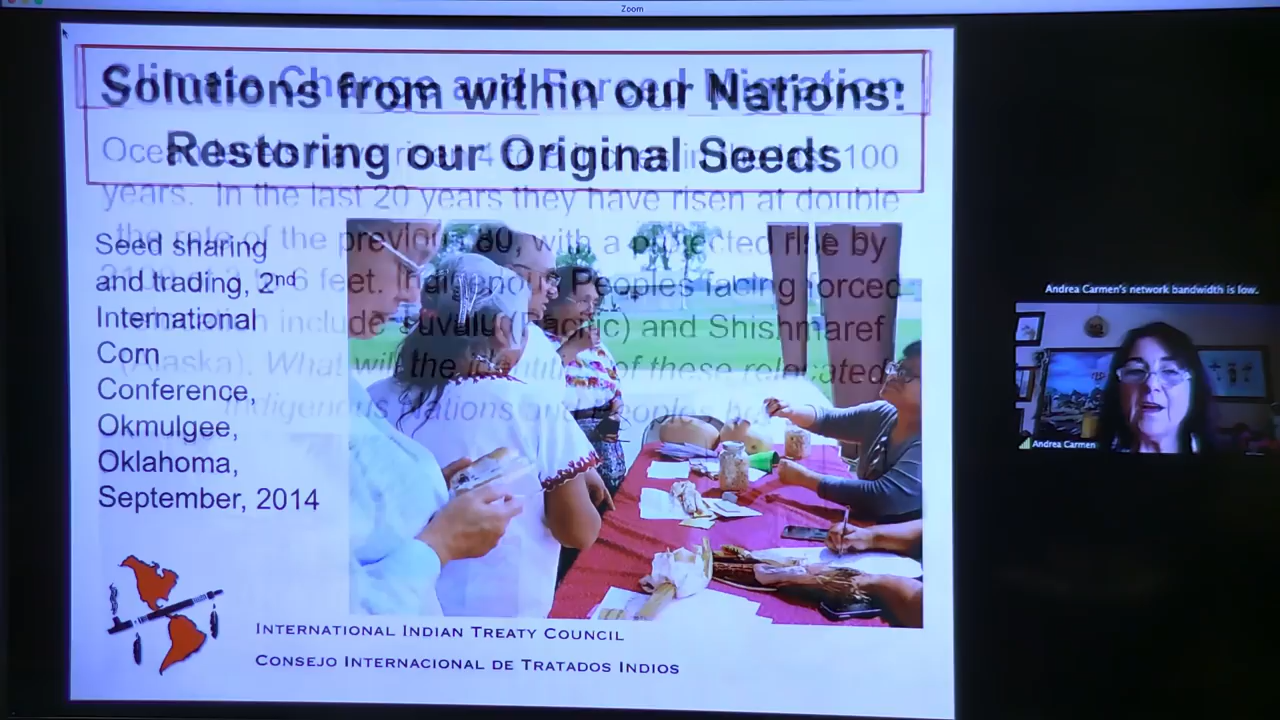 Zoom
Solutions from within our Nations:
Restoring our Original Seeds
Climate Change and Forced Migration
Ocean risen 4 in the last 100
years. In the last 20 years they have risen at double
the rate of the previous 80, with a projected rise by
6 feet. Indigenous Peoples facing forced
include Tuvalu (Pacific) and Shishmaref
(Alaska). What will the of these relocated
Indigenous Nations and Peoples
Seed sharing
and trading, 2nd
International
Corn
Conference,
Okmulgee,
Oklahoma,
September, 2014
INTERNATIONAL INDIAN TREATY COUNCIL
CONSEJO INTERNACIONAL DE TRATADOS INDIOS
Andrea Carmen's network bandwidth is low.
Andrea Carmen